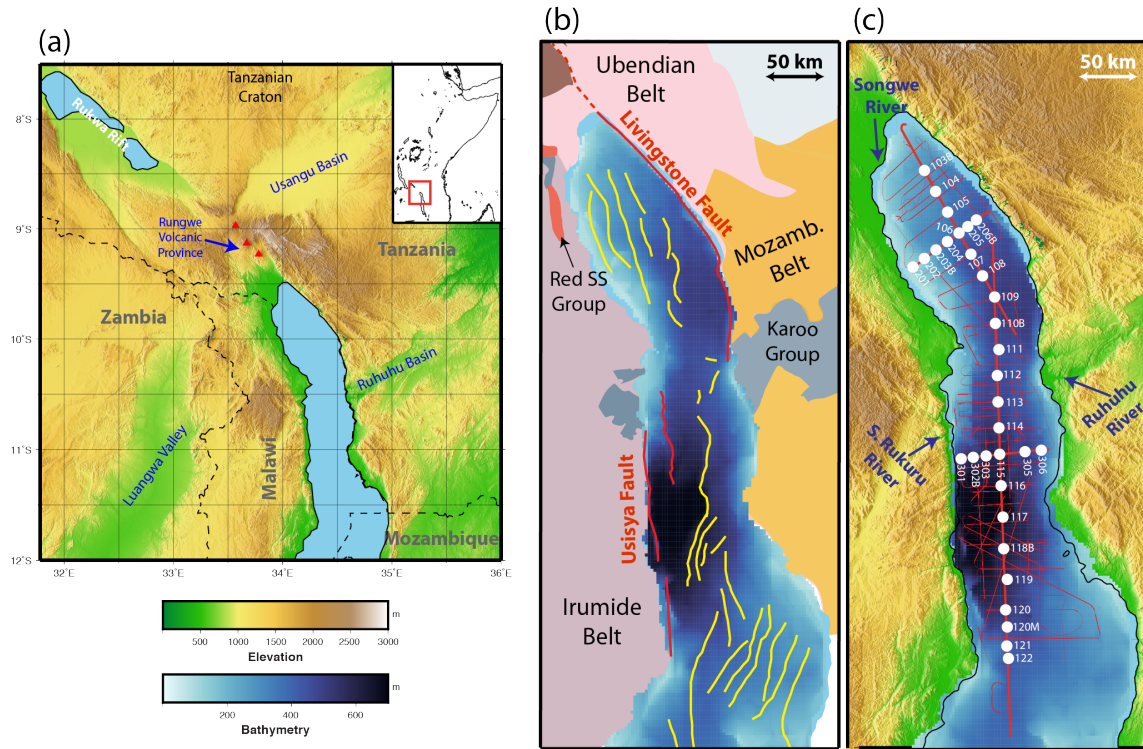 (a)
Tanzanian
Craton
Rukwa Rift
Usangu Basin
Rungwe
Volcanic
Province
Tanzania
Zambia
Ruhuhu Basin
Luangwa Valley
Malawi
Mozambique
8°S
9°S
10°S
11°S
12°S
32°E
33°E
34°E
35°E
36°E
m
500
1000
1500
2000
2500
3000
Elevation
m
200
400
600
Bathymetry
(b)
50 km
Ubendian
Belt
Livingstone Fault
Mozamb.
Belt
Red SS
Group
Karoo
Group
Usisya Fault
Irumide
Belt
(c)
50 km
Songwe
River
103B
104
105
106
206B
205
204
203B
202
201
107
108
109
110B
111
112
113
114
Ruhuhu
River
S. Rukuru
River
301
302B
303
115
305
306
116
117
118B
119
120
120M
121
122